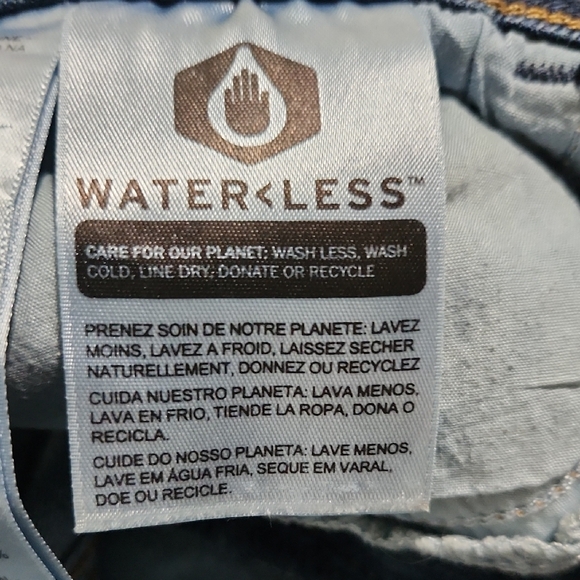 WATER<LESS™
CARE FOR OUR PLANET: WASH LESS, WASH
COLD, LINE DRY, DONATE OR RECYCLE
PRENEZ SOIN DE NOTRE PLANETE: LAVEZ
MOINS, LAVEZ A FROID, LAISSEZ SECHER
NATURELLEMENT, DONNEZ OU RECYCLEZ
CUIDA NUESTRO PLANETA: LAVA MENOS,
LAVA EN FRIO, TIENDE LA ROPA, DONA O
RECICLA.
CUIDE DO NOSSO PLANETA: LAVE MENOS,
LAVE EM ÁGUA FRIA, SEQUE EM VARAL,
DOE OU RECICLE.